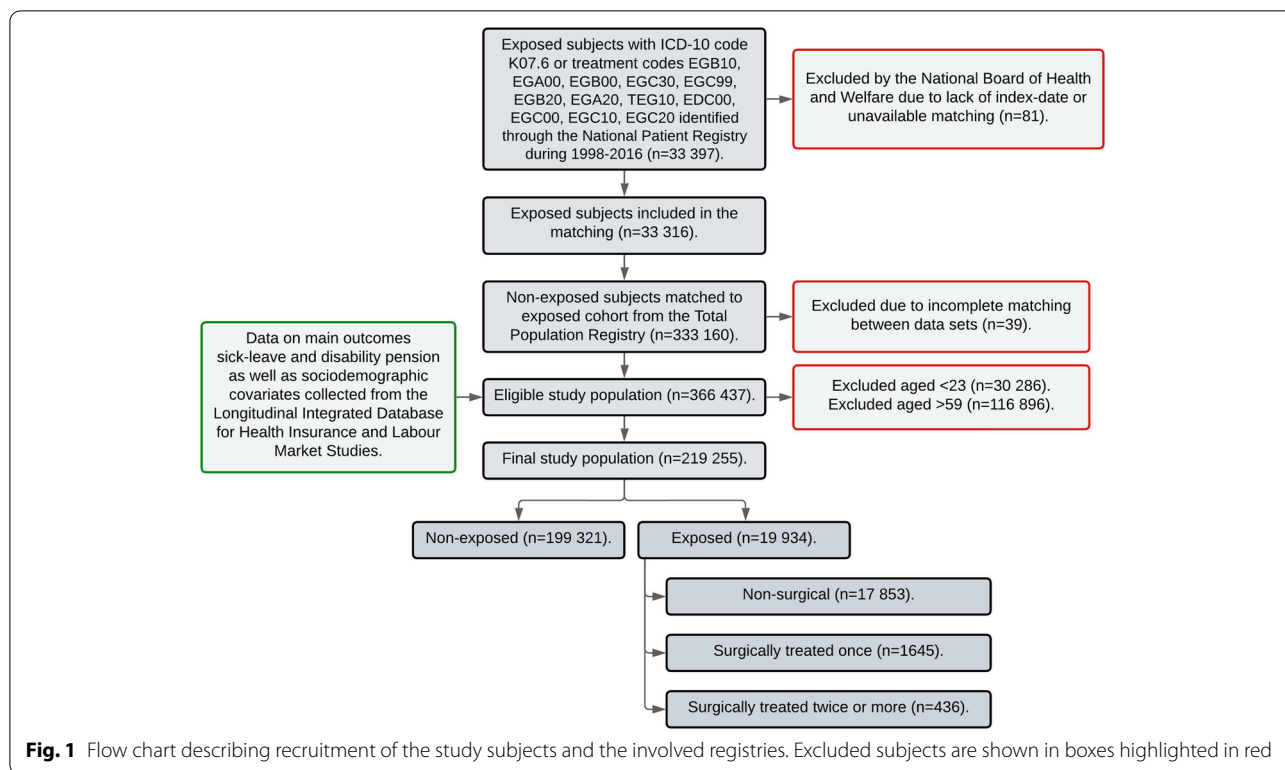 Exposed subjects with ICD-10 code
K07.6 or treatment codes EGB10,
EGA00, EGB00, EGC30, EGC99,
EGB20, EGA20, TEG10, EDC00,
EGC00, EGC10, EGC20 identified
through the National Patient Registry
during 1998-2016 (n=33 397).
Excluded by the National Board of Health
and Welfare due to lack of index-date or
unavailable matching (n=81).
Exposed subjects included in the
matching (n=33 316).
Non-exposed subjects matched to
exposed cohort from the Total
Population Registry (n=333 160).
Excluded due to incomplete matching
between data sets (n=39).
Data on main outcomes
sick-leave and disability pension
as well as sociodemographic
covariates collected from the
Longitudinal Integrated Database
for Health Insurance and Labour
Market Studies.
Eligible study population (n=366 437).
Excluded aged <23 (n=30 286).
Excluded aged >59 (n=116 896).
Final study population (n=219 255).
Non-exposed (n=199 321).
Exposed (n=19 934).
Non-surgical (n=17 853).
Surgically treated once (n=1645).
Surgically treated twice or more (n=436).
Fig. 1 Flow chart describing recruitment of the study subjects and the involved registries. Excluded subjects are shown in boxes highlighted in red